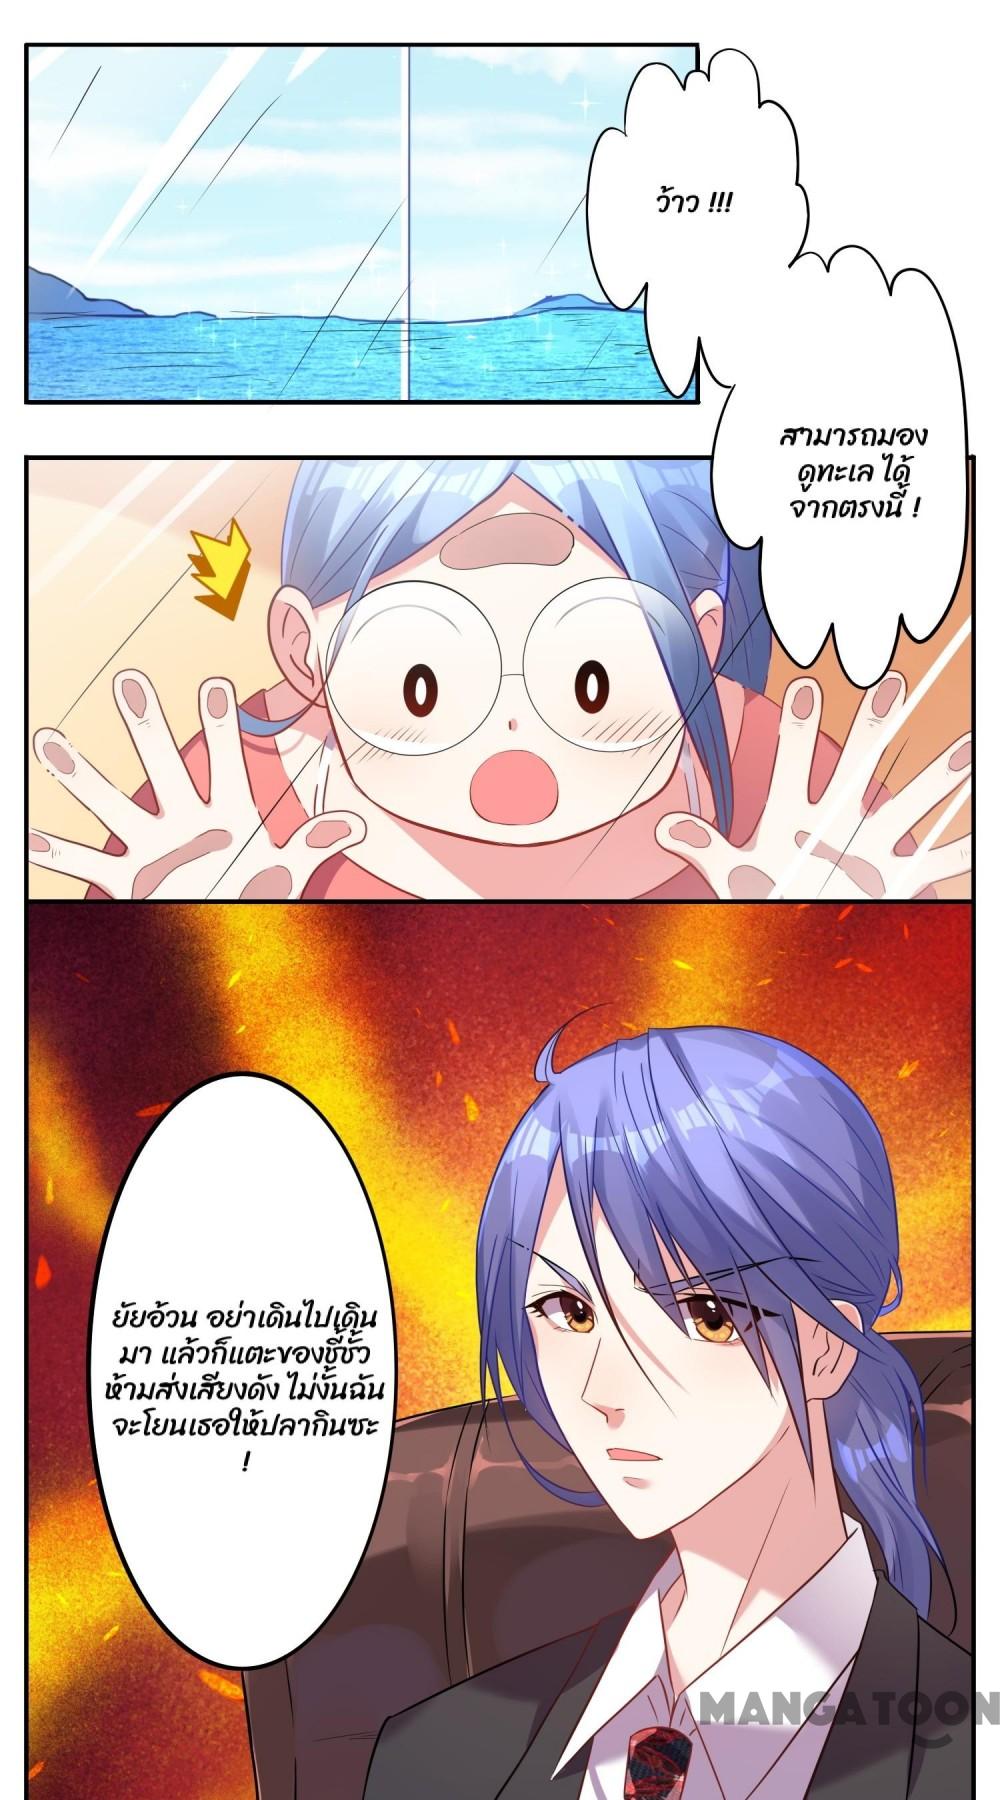 ว้าว !!!
สามารถมอง
ดูทะเล ได้
จากตรงนี้ !
ยัยอ้วน อย่าเดินไปเดิน
มา แล้วก็แตะของซี้ซั้ว
ห้ามส่งเสียงดัง ไม่งั้นฉัน
จะโยนเธอให้ปลากินซะ
!
MANGATOON